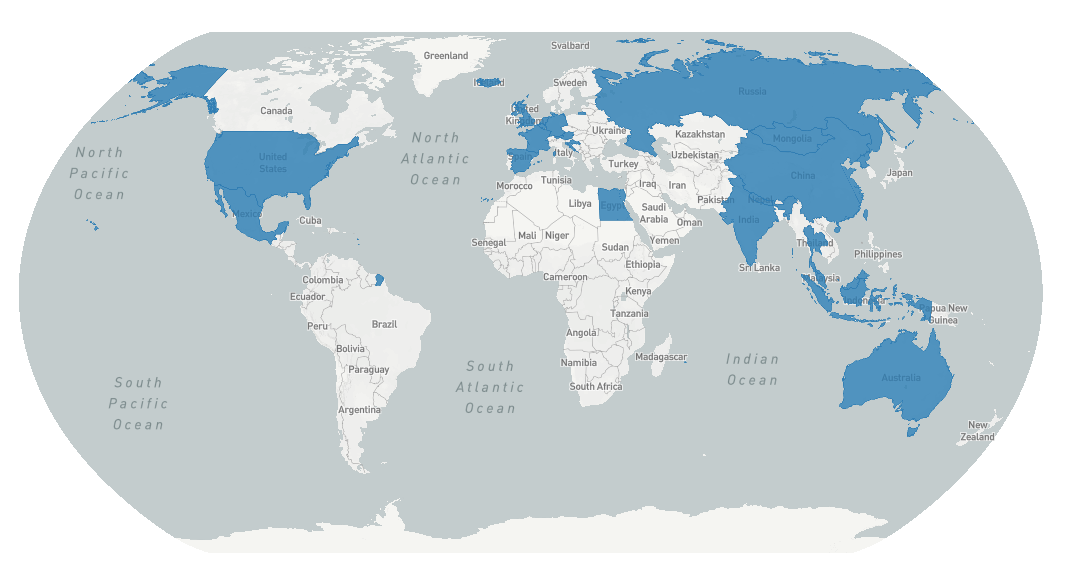 Svalbard
Greenland
Iceland
Sweden
Russia
Canada
United
Kingdom
Ukraine
Kazakhstan
Mongolia
North
Pacific
Ocean
North
Atlantic
Ocean
United
States
Spain
Italy
Turkey
Uzbekistan
China
Japan
Morocco
Tunisia
Iraq
Iran
Pakistan
Nepal
Mexico
Cuba
Libya
Egypt
Saudi
Arabia
Oman
India
Senegal
Mali
Niger
Sudan
Yemen
Thailand
Philippines
Colombia
Cameroon
Ethiopia
Sri Lanka
Malaysia
Ecuador
Kenya
Indonesia
Papua New
Guinea
Peru
Brazil
Tanzania
Angola
Bolivia
Paraguay
Madagascar
Namibia
South Africa
South
Pacific
Ocean
South
Atlantic
Ocean
Indian
Ocean
Australia
Argentina
New
Zealand